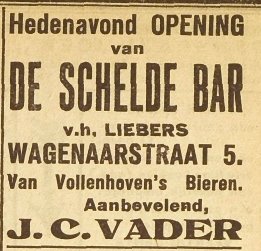 Hedenavond OPENING
van
DE SCHELDE BAR
v.h, LIEBERS
WAGENAARSTRAAT 5.
Van Vollenhoven's Bieren.
Aanbevelend,
J. C. VADER